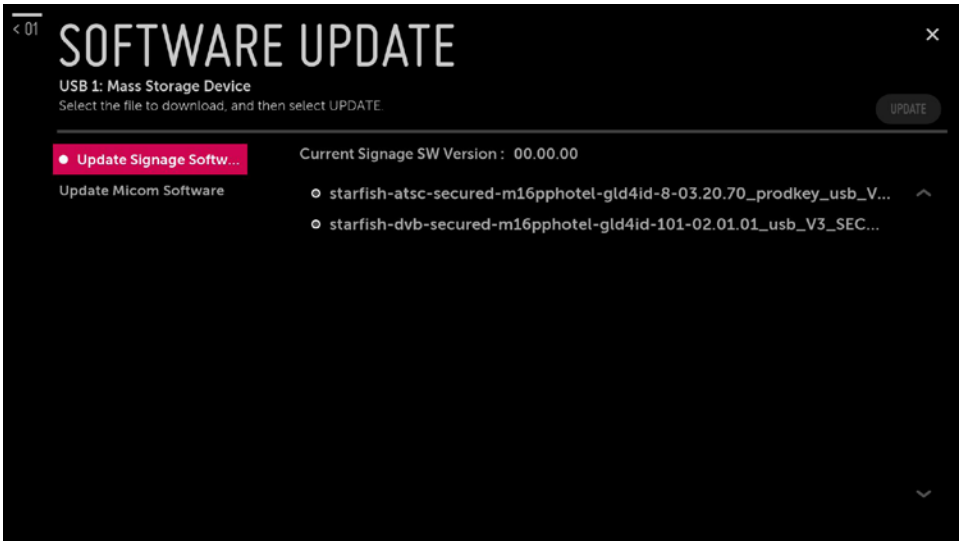 < 01
SOFTWARE UPDATE
USB 1: Mass Storage Device
Select the file to download, and then select UPDATE.
UPDATE
Update Signage Softw...
Update Micom Software
Current Signage SW Version : 00.00.00
starfish-atsc-secured-m16pphotel-gld4id-8-03.20.70_prodkey_usb_V...
starfish-dvb-secured-m16pphotel-gld4id-101-02.01.01_usb_V3_SEC...